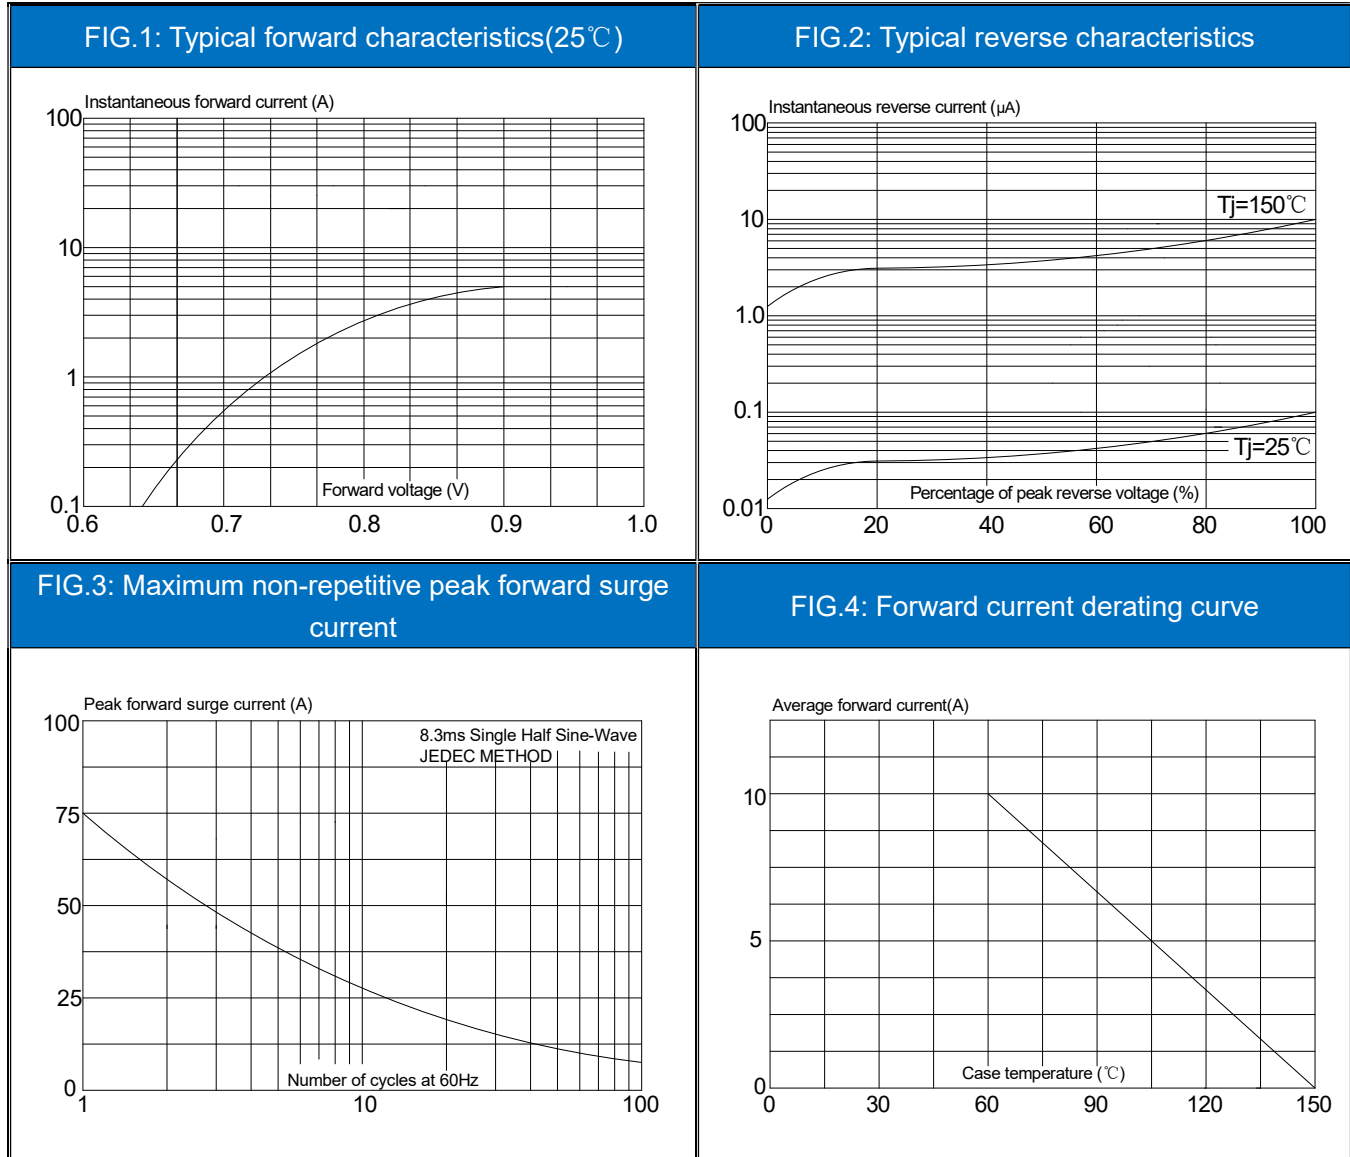 FIG.1: Typical forward characteristics(25℃)
Instantaneous forward current (A)
100
10
1
0.1
Forward voltage (V)
0.6 0.7 0.8 0.9 1.0
FIG.2: Typical reverse characteristics
Instantaneous reverse current (μA)
100
Tj=150℃
10
1.0
0.1
Tj=25℃
Percentage of peak reverse voltage (%)
0.01
0 20 40 60 80 100
FIG.3: Maximum non-repetitive peak forward surge
current
Peak forward surge current (A)
100
8.3ms Single Half Sine-Wave
JEDEC METHOD
75
50
25
Number of cycles at 60Hz
0
1 10 100
FIG.4: Forward current derating curve
Average forward current(A)
10
5
Case temperature (℃)
0
0 30 60 90 120 150